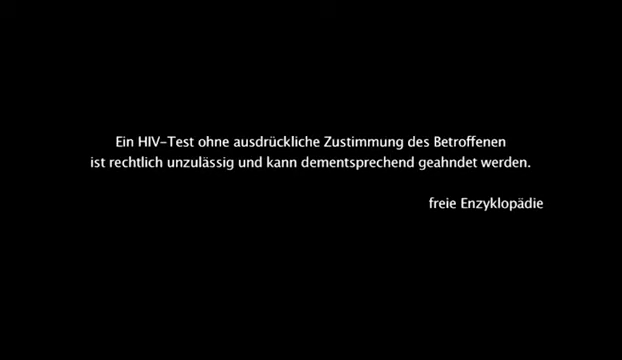 Ein HIV-Test ohne ausdrückliche Zustimmung des Betroffenen
ist rechtlich unzulässig und kann dementsprechend geahndet werden.
freie Enzyklopädie